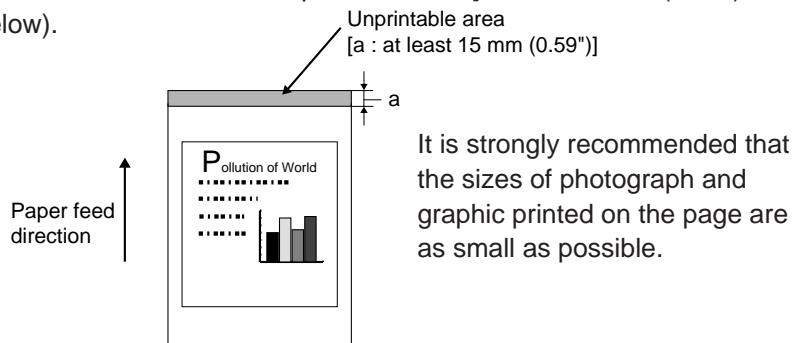 elow).
Unprintable area
[a : at least 15 mm (0.59")]
a
Pollution of World
Paper feed
direction
It is strongly recommended that
the sizes of photograph and
graphic printed on the page are
as small as possible.